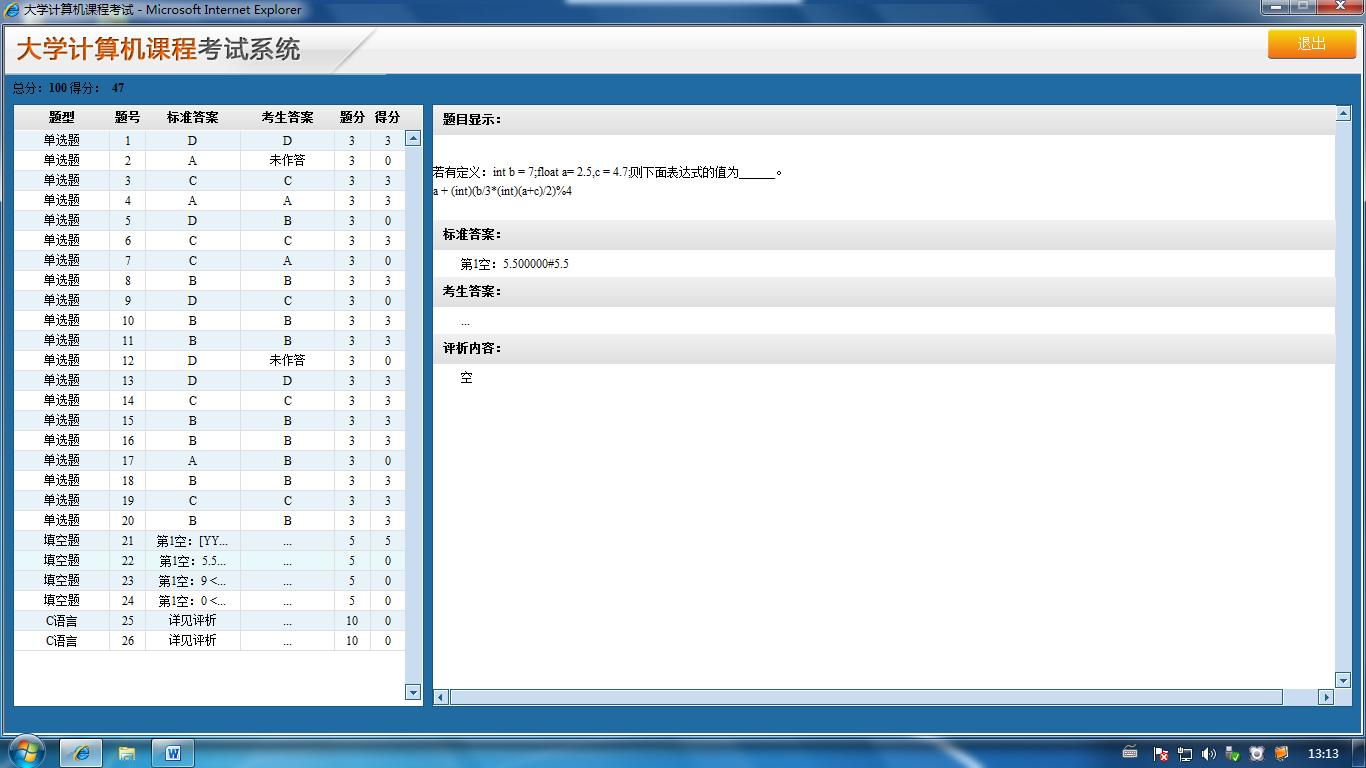 大学计算机课程考试 - Microsoft Internet Explorer
大学计算机课程考试系统
退出
总分：100 得分： 47
题型 题号 标准答案 考生答案 题分 得分
单选题 1 D D 3 3
单选题 2 A 未作答 3 0
单选题 3 C C 3 3
单选题 4 A A 3 3
单选题 5 D B 3 0
单选题 6 C C 3 3
单选题 7 C A 3 0
单选题 8 B B 3 3
单选题 9 D C 3 0
单选题 10 B B 3 3
单选题 11 B B 3 3
单选题 12 D 未作答 3 0
单选题 13 D D 3 3
单选题 14 C C 3 3
单选题 15 B B 3 3
单选题 16 B B 3 3
单选题 17 A B 3 0
单选题 18 B B 3 3
单选题 19 C C 3 3
单选题 20 B B 3 3
填空题 21 第1空：[YY... ... 5 5
填空题 22 第1空：5.5... ... 5 0
填空题 23 第1空：9 <... ... 5 0
填空题 24 第1空：0 <... ... 5 0
C语言 25 详见评析 ... 10 0
C语言 26 详见评析 ... 10 0
题目显示：
若有定义：int b = 7;float a= 2.5,c = 4.7;则下面表达式的值为______。
a + (int)(b/3*(int)(a+c)/2)%4
标准答案：
第1空：5.500000#5.5
考生答案：
...
评析内容：
空
13:13